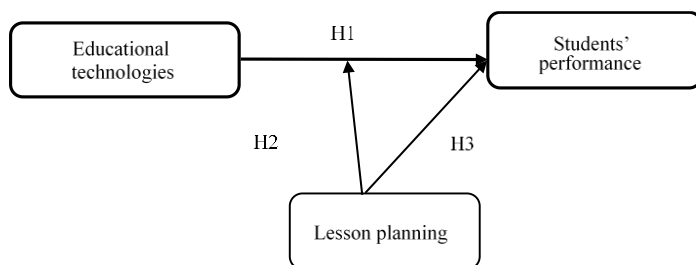 H1
Educational
technologies
Students’
performance
H2
H3
Lesson planning